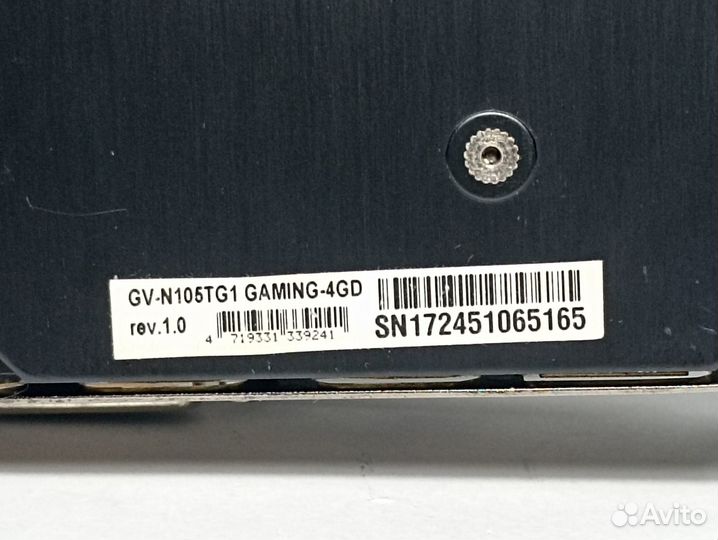 GV-N105TG1 GAMING-4GD
rev.1.0
4 719331 339241
SN172451065165
Avito